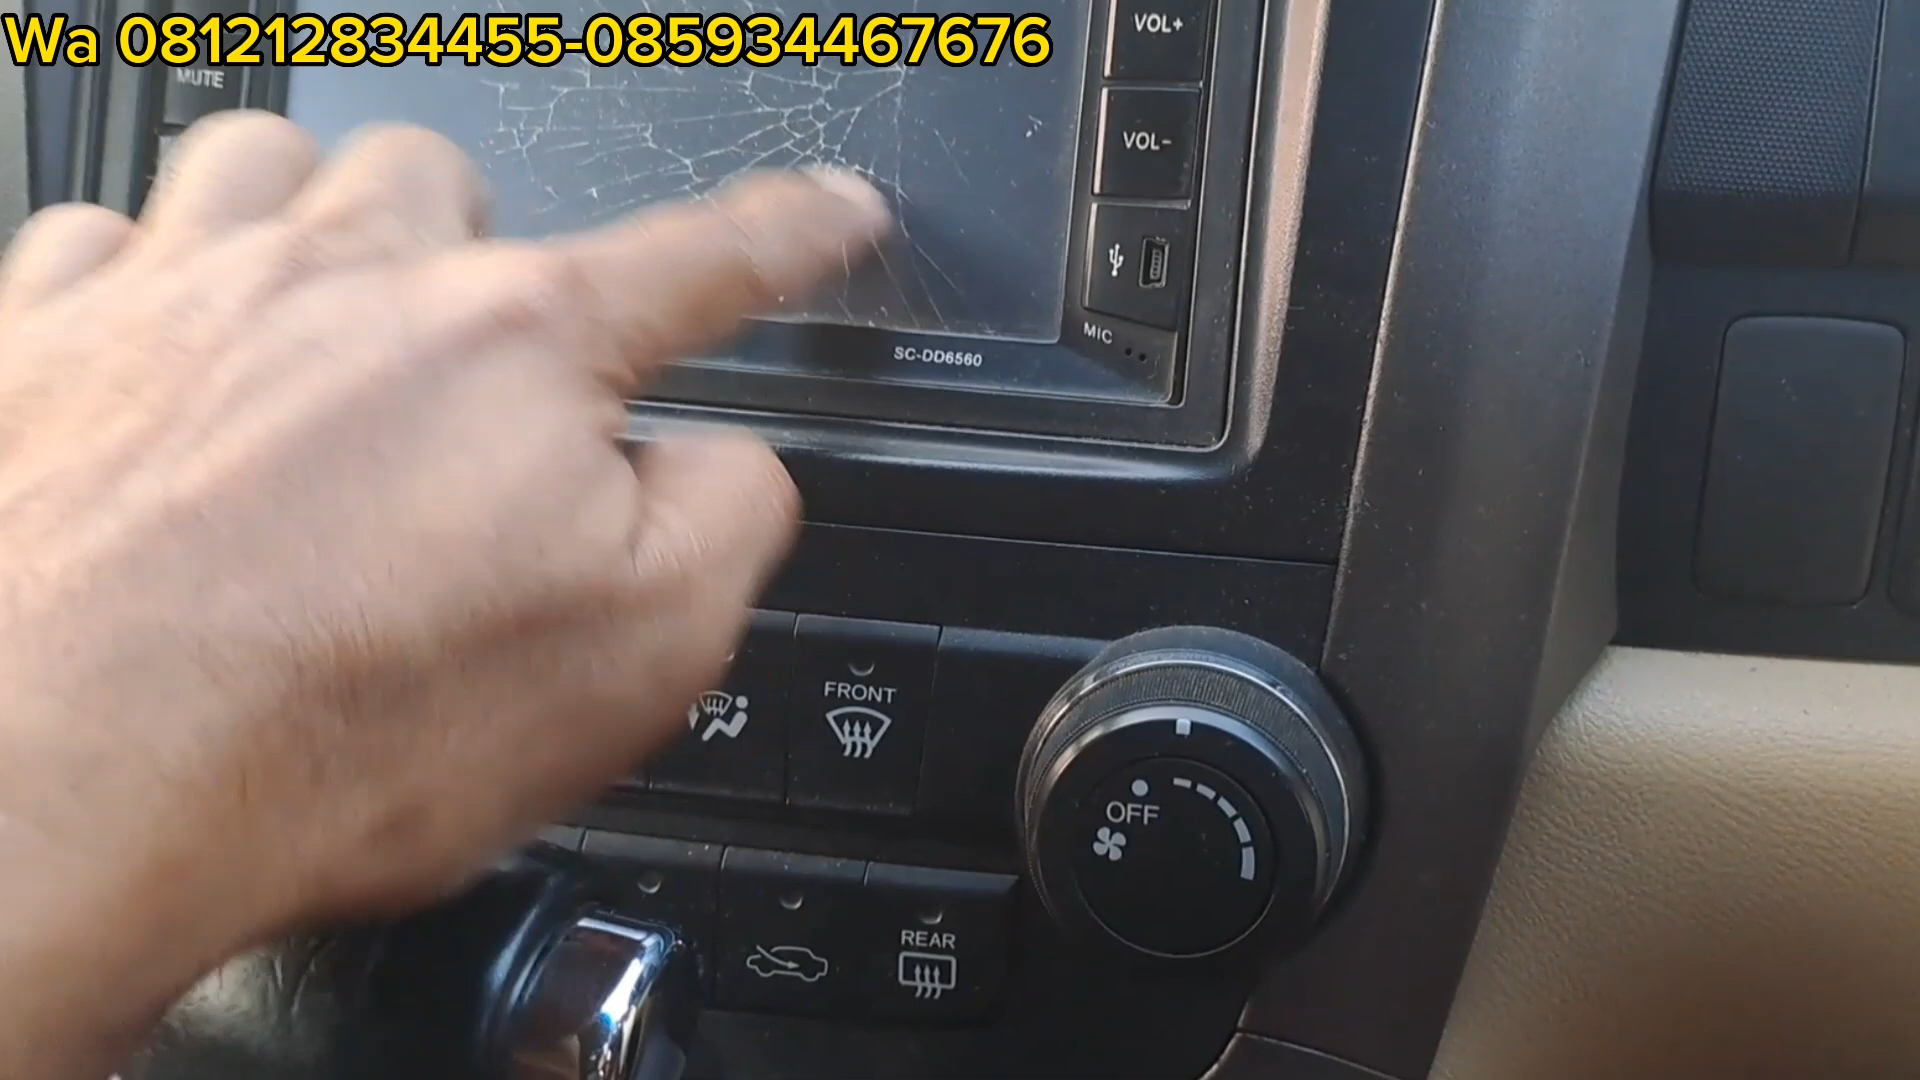 Wa 081212834455-085934467676
VOL+
MUTE
VOL-
MIC
SC-DD6560
FRONT
OFF
REAR